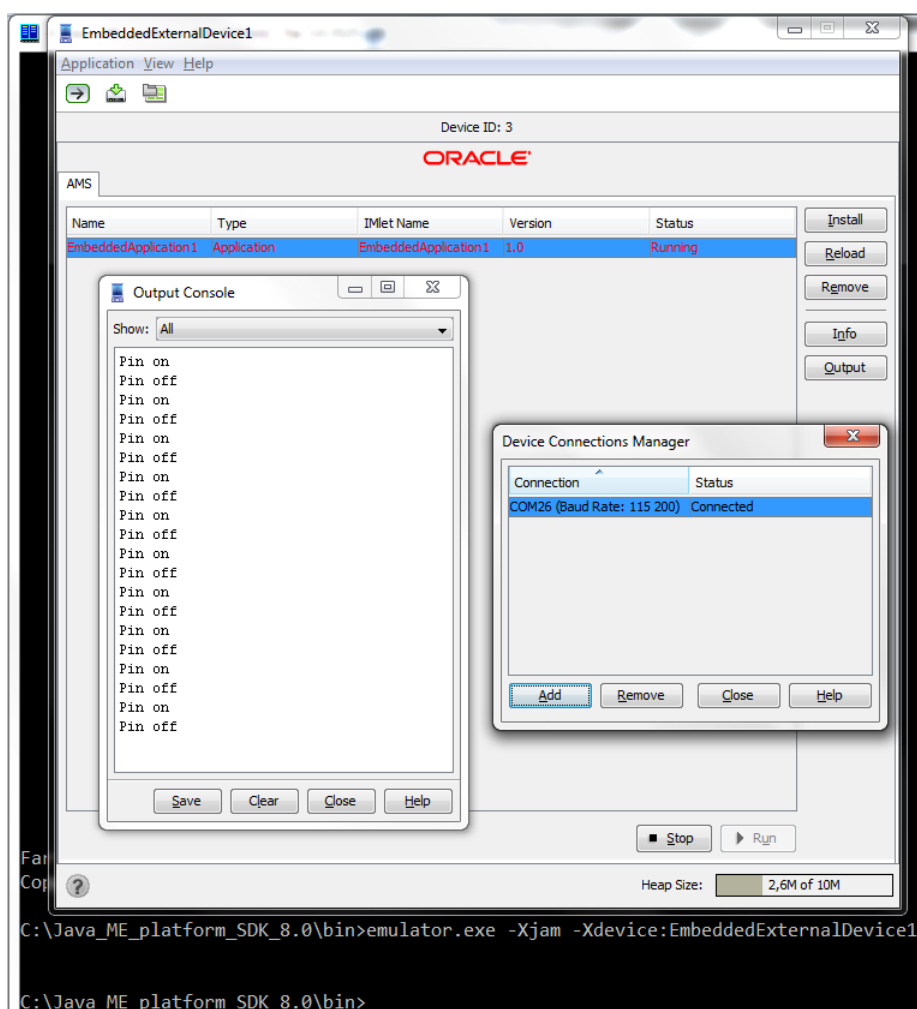 EmbeddedExternalDevice1
Application View Help
Device ID: 3
ORACLE
AMS
Name Type IMlet Name Version Status
EmbeddedApplication1 Application EmbeddedApplication1 1.0 Running
Install
Reload
Remove
Info
Output
Output Console
Show: All
Pin on
Pin off
Pin on
Pin off
Pin on
Pin off
Pin on
Pin off
Pin on
Pin off
Pin on
Pin off
Pin on
Pin off
Pin on
Pin off
Pin on
Pin off
Pin on
Pin off
Save Clear Close Help
Device Connections Manager
Connection Status
COM26 (Baud Rate: 115 200) Connected
Add Remove Close Help
Stop Run
Far
Cop
Heap Size: 2,6M of 10M
C:\Java_ME_platform_SDK_8.0\bin>emulator.exe -Xjam -Xdevice:EmbeddedExternalDevice1
C:\Java_ME_platform_SDK_8.0\bin>